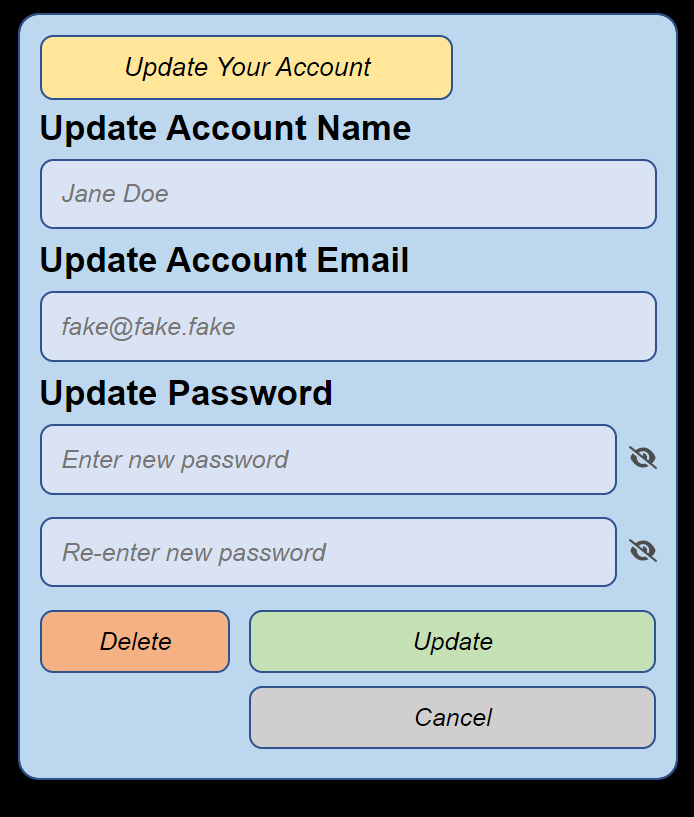 Update Your Account
Update Account Name
Jane Doe
Update Account Email
fake@fake.fake
Update Password
Enter new password
Re-enter new password
Delete
Update
Cancel